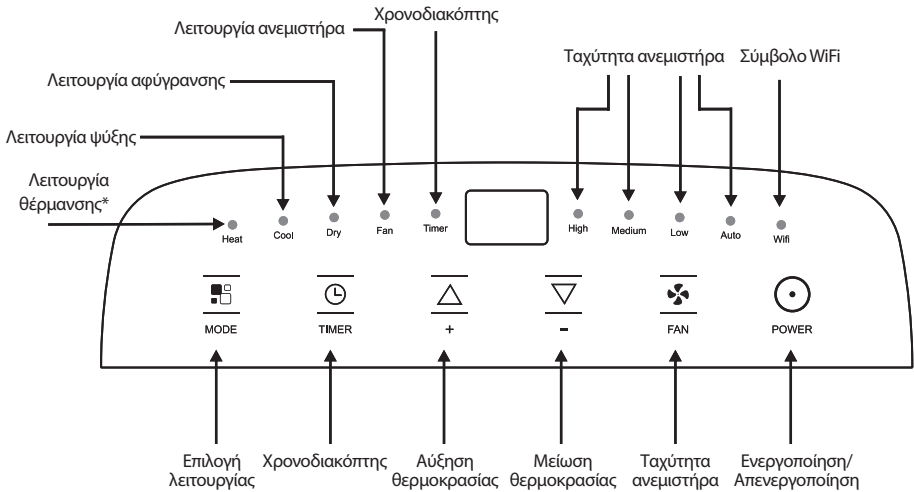 Χρονοδιακόπτης
Λειτουργία ανεμιστήρα
Ταχύτητα ανεμιστήρα
Σύμβολο WiFi
Λειτουργία αφύγρανσης
Λειτουργία ψύξης
Λειτουργία
θέρμανσης*
Heat
Cool
Dry
Fan
Timer
High
Medium
Low
Auto
Wifi
MODE
TIMER
+
–
FAN
POWER
Επιλογή
λειτουργίας
Χρονοδιακόπτης
Αύξηση
θερμοκρασίας
Μείωση
θερμοκρασίας
Ταχύτητα
ανεμιστήρα
Ενεργοποίηση/
Απενεργοποίηση